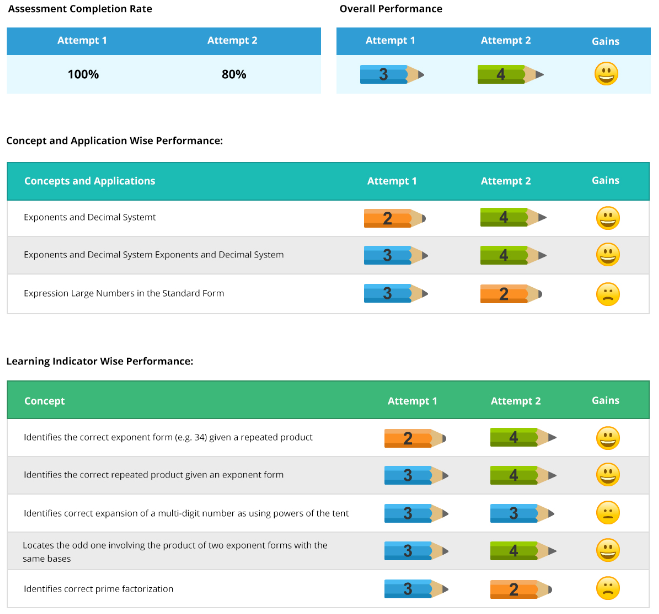 Assessment Completion Rate
Overall Performance
Attempt 1 Attempt 2
Attempt 1 Attempt 2 Gains
100% 80%
3 4
Concept and Application Wise Performance:
Concepts and Applications Attempt 1 Attempt 2 Gains
Exponents and Decimal Systemt 2 4
Exponents and Decimal System Exponents and Decimal System 3 4
Expression Large Numbers in the Standard Form 3 2
Learning Indicator Wise Performance:
Concept Attempt 1 Attempt 2 Gains
Identifies the correct exponent form (e.g. 34) given a repeated product 2 4
Identifies the correct repeated product given an exponent form 3 4
Identifies correct expansion of a multi-digit number as using powers of the tent 3 3
Locates the odd one involving the product of two exponent forms with the
same bases 3 4
Identifies correct prime factorization 3 2